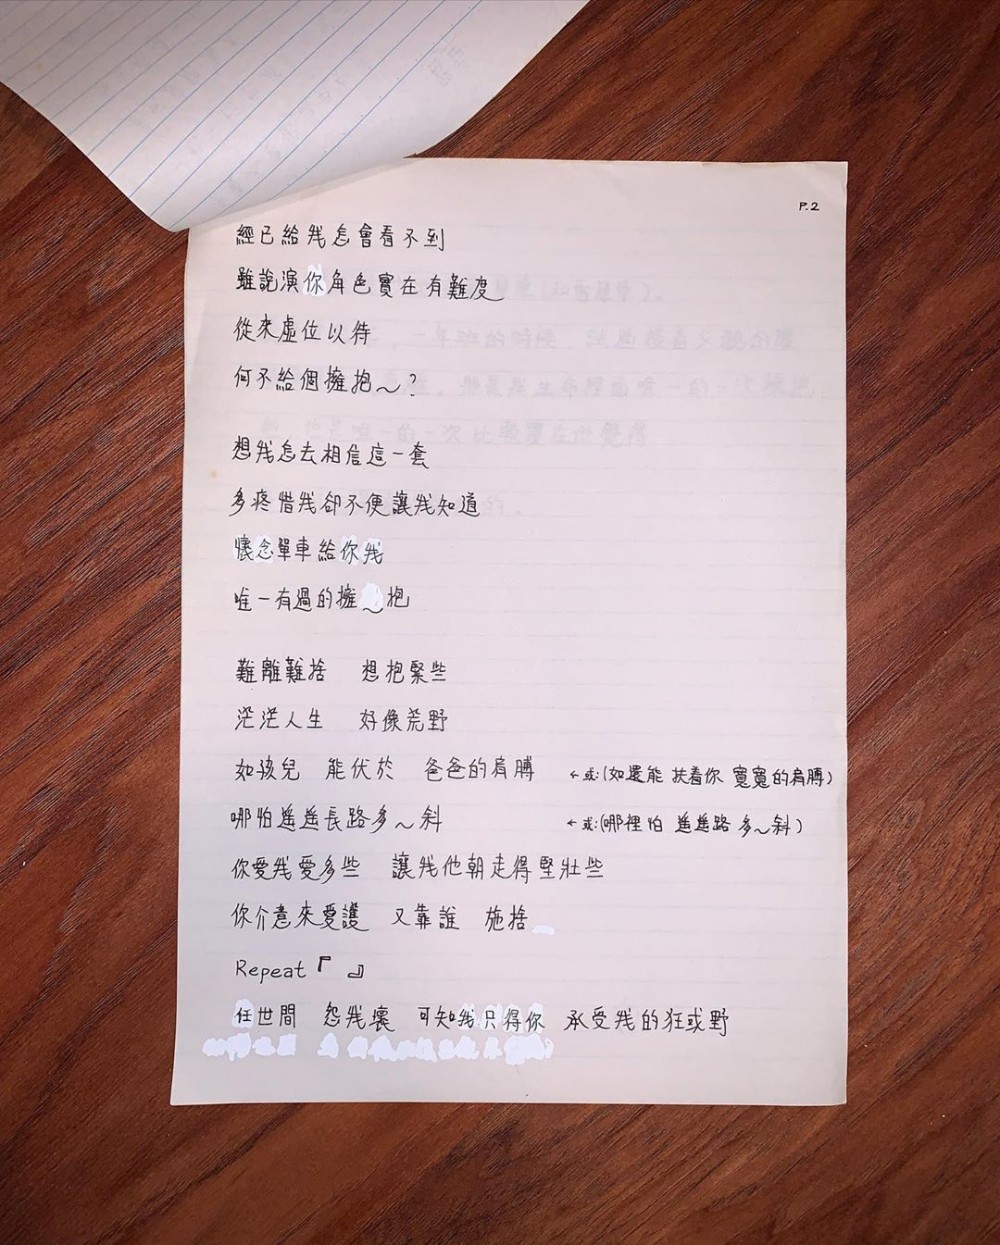 P.2
經已給我怎會看不到
雖說演你角色實在有難度
從來虛位以待
何不給個擁抱～？
想我怎去相信這一套
多疼惜我卻不便讓我知道
懷念單車給你我
唯一有過的擁～抱
難離難捨 想抱緊些
茫茫人生 好像荒野
如孩兒 能伏於 爸爸的肩膊 ←或:(如還能 扶着你 寬寬的肩膊)
哪怕遙遙長路多～斜 ←或:(哪裡怕 遙遙路 多～斜)
你愛我愛多些 讓我他朝走得堅壯些
你介意來愛護 又靠誰 施捨
Repeat『 』
任世間 怨我壞 可知我只得你 承受我的狂或野